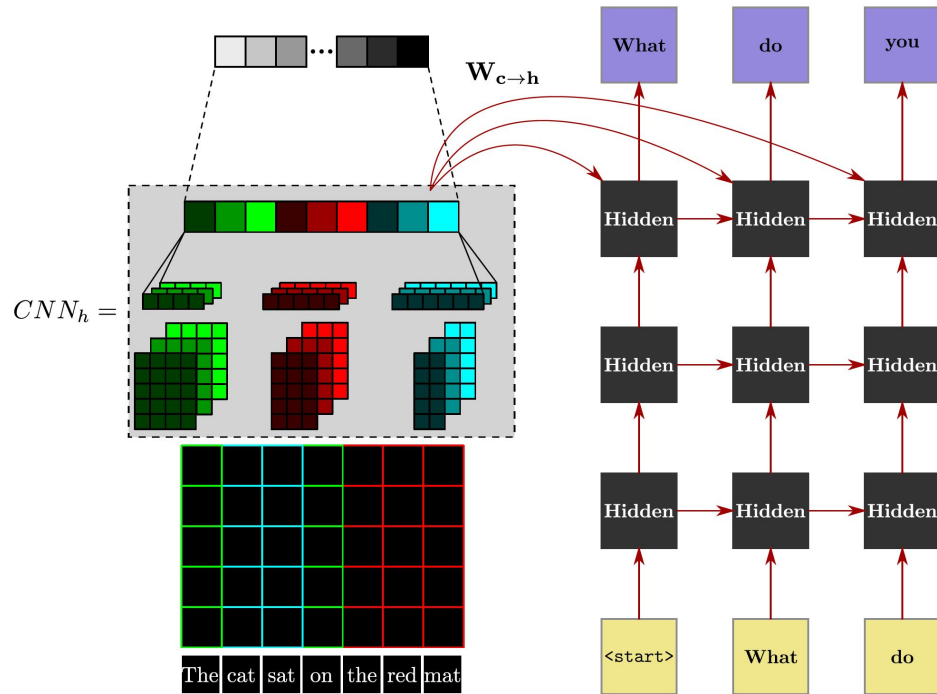 What do you
W_{c→h}
Hidden Hidden Hidden
CNN_h =
Hidden Hidden Hidden
Hidden Hidden Hidden
<start> What do
The cat sat on the red mat